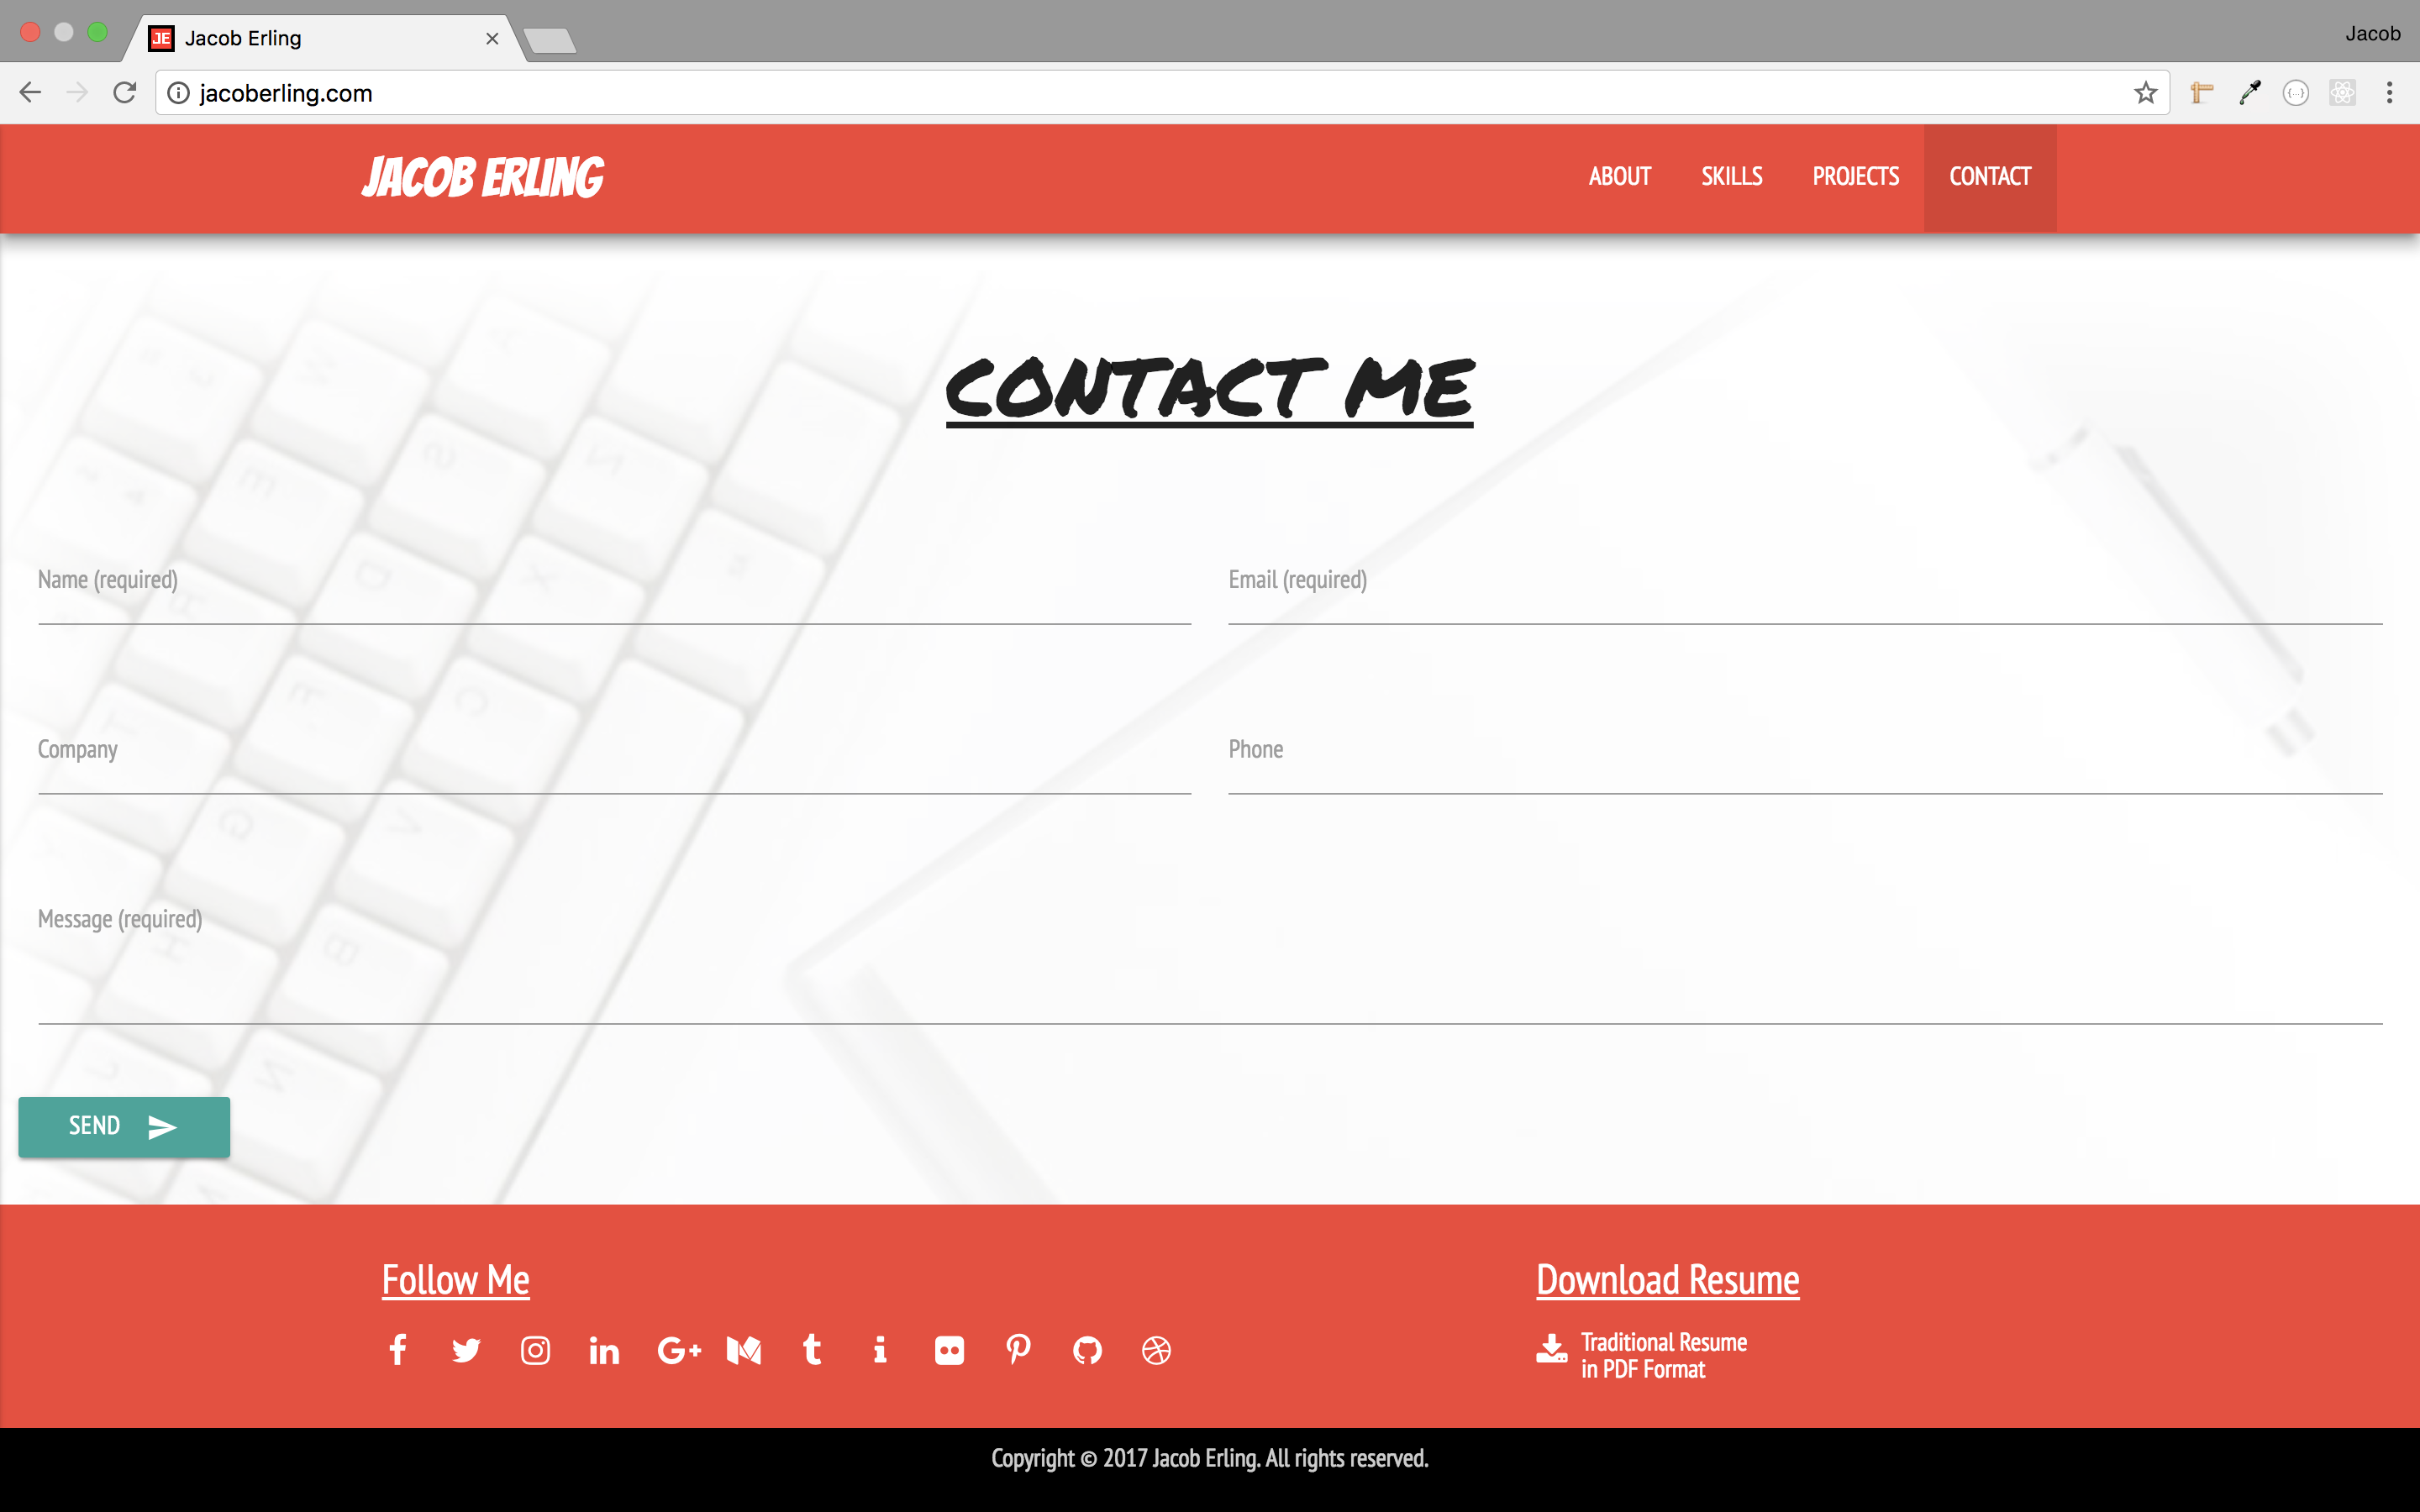 JE Jacob Erling
Jacob
jacoberling.com
JACOB ERLING
ABOUT SKILLS PROJECTS CONTACT
CONTACT ME
Name (required) Email (required)
Company Phone
Message (required)
SEND
Follow Me Download Resume
Traditional Resume
in PDF Format
Copyright © 2017 Jacob Erling. All rights reserved.